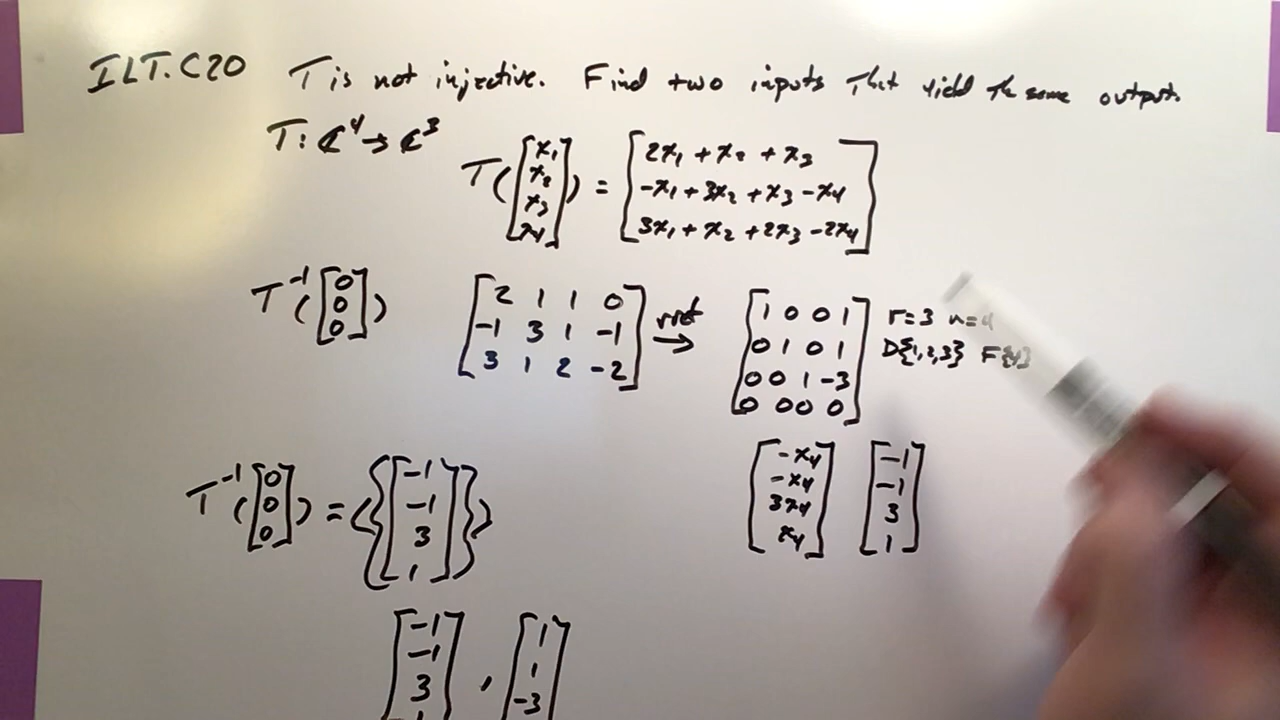 ILT.C20 T is not injective. Find two inputs that yield the same output.
T: ℂ⁴ → ℂ³
T([x₁ x₂ x₃ x₄]) = [2x₁ + x₂ + x₃
-x₁ + 3x₂ + x₃ - x₄
3x₁ + x₂ + 2x₃ - 2x₄]
T⁻¹([0 0 0])
[2 1 1 0
-1 3 1 -1
3 1 2 -2]
rref →
[1 0 0 1
0 1 0 1
0 0 1 -3
0 0 0 0]
r=3 n=4
D{1,2,3} F{4}
[-x₄ -x₄ 3x₄ x₄] [-1 -1 3 1]
T⁻¹([0 0 0]) = ⟨{[-1 -1 3 1]}⟩
[-1 -1 3 , [1 1 -3